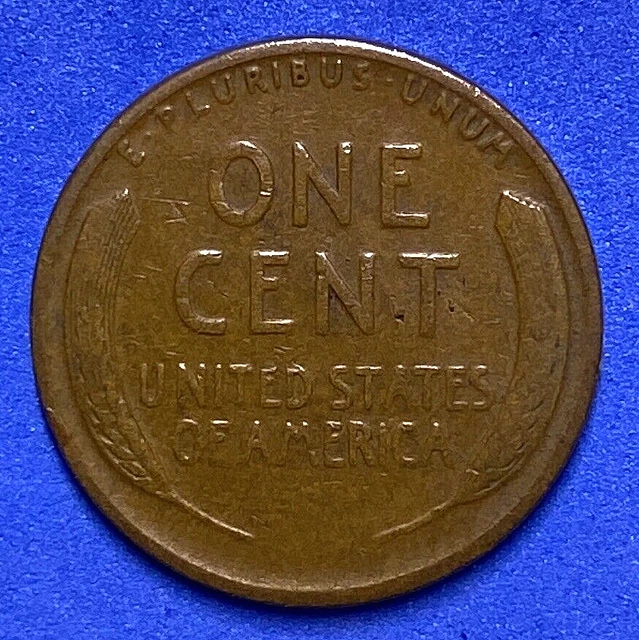 E·PLURIBUS·UNUM
ONE
CENT
UNITED STATES
OF AMERICA